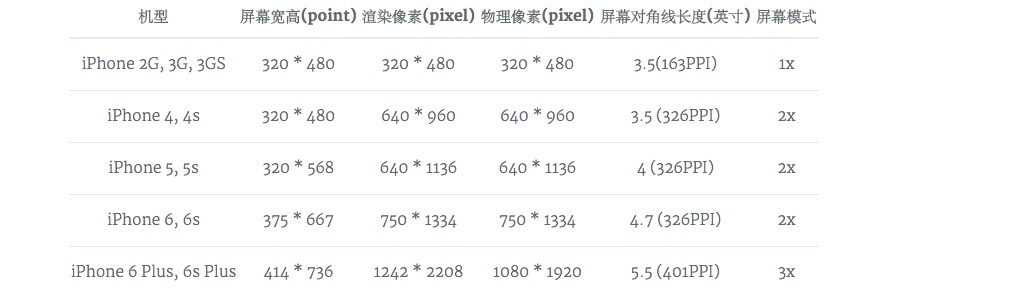 机型 屏幕宽高(point) 渲染像素(pixel) 物理像素(pixel) 屏幕对角线长度(英寸) 屏幕模式
iPhone 2G, 3G, 3GS 320 * 480 320 * 480 320 * 480 3.5(163PPI) 1x
iPhone 4, 4s 320 * 480 640 * 960 640 * 960 3.5 (326PPI) 2x
iPhone 5, 5s 320 * 568 640 * 1136 640 * 1136 4 (326PPI) 2x
iPhone 6, 6s 375 * 667 750 * 1334 750 * 1334 4.7 (326PPI) 2x
iPhone 6 Plus, 6s Plus 414 * 736 1242 * 2208 1080 * 1920 5.5 (401PPI) 3x